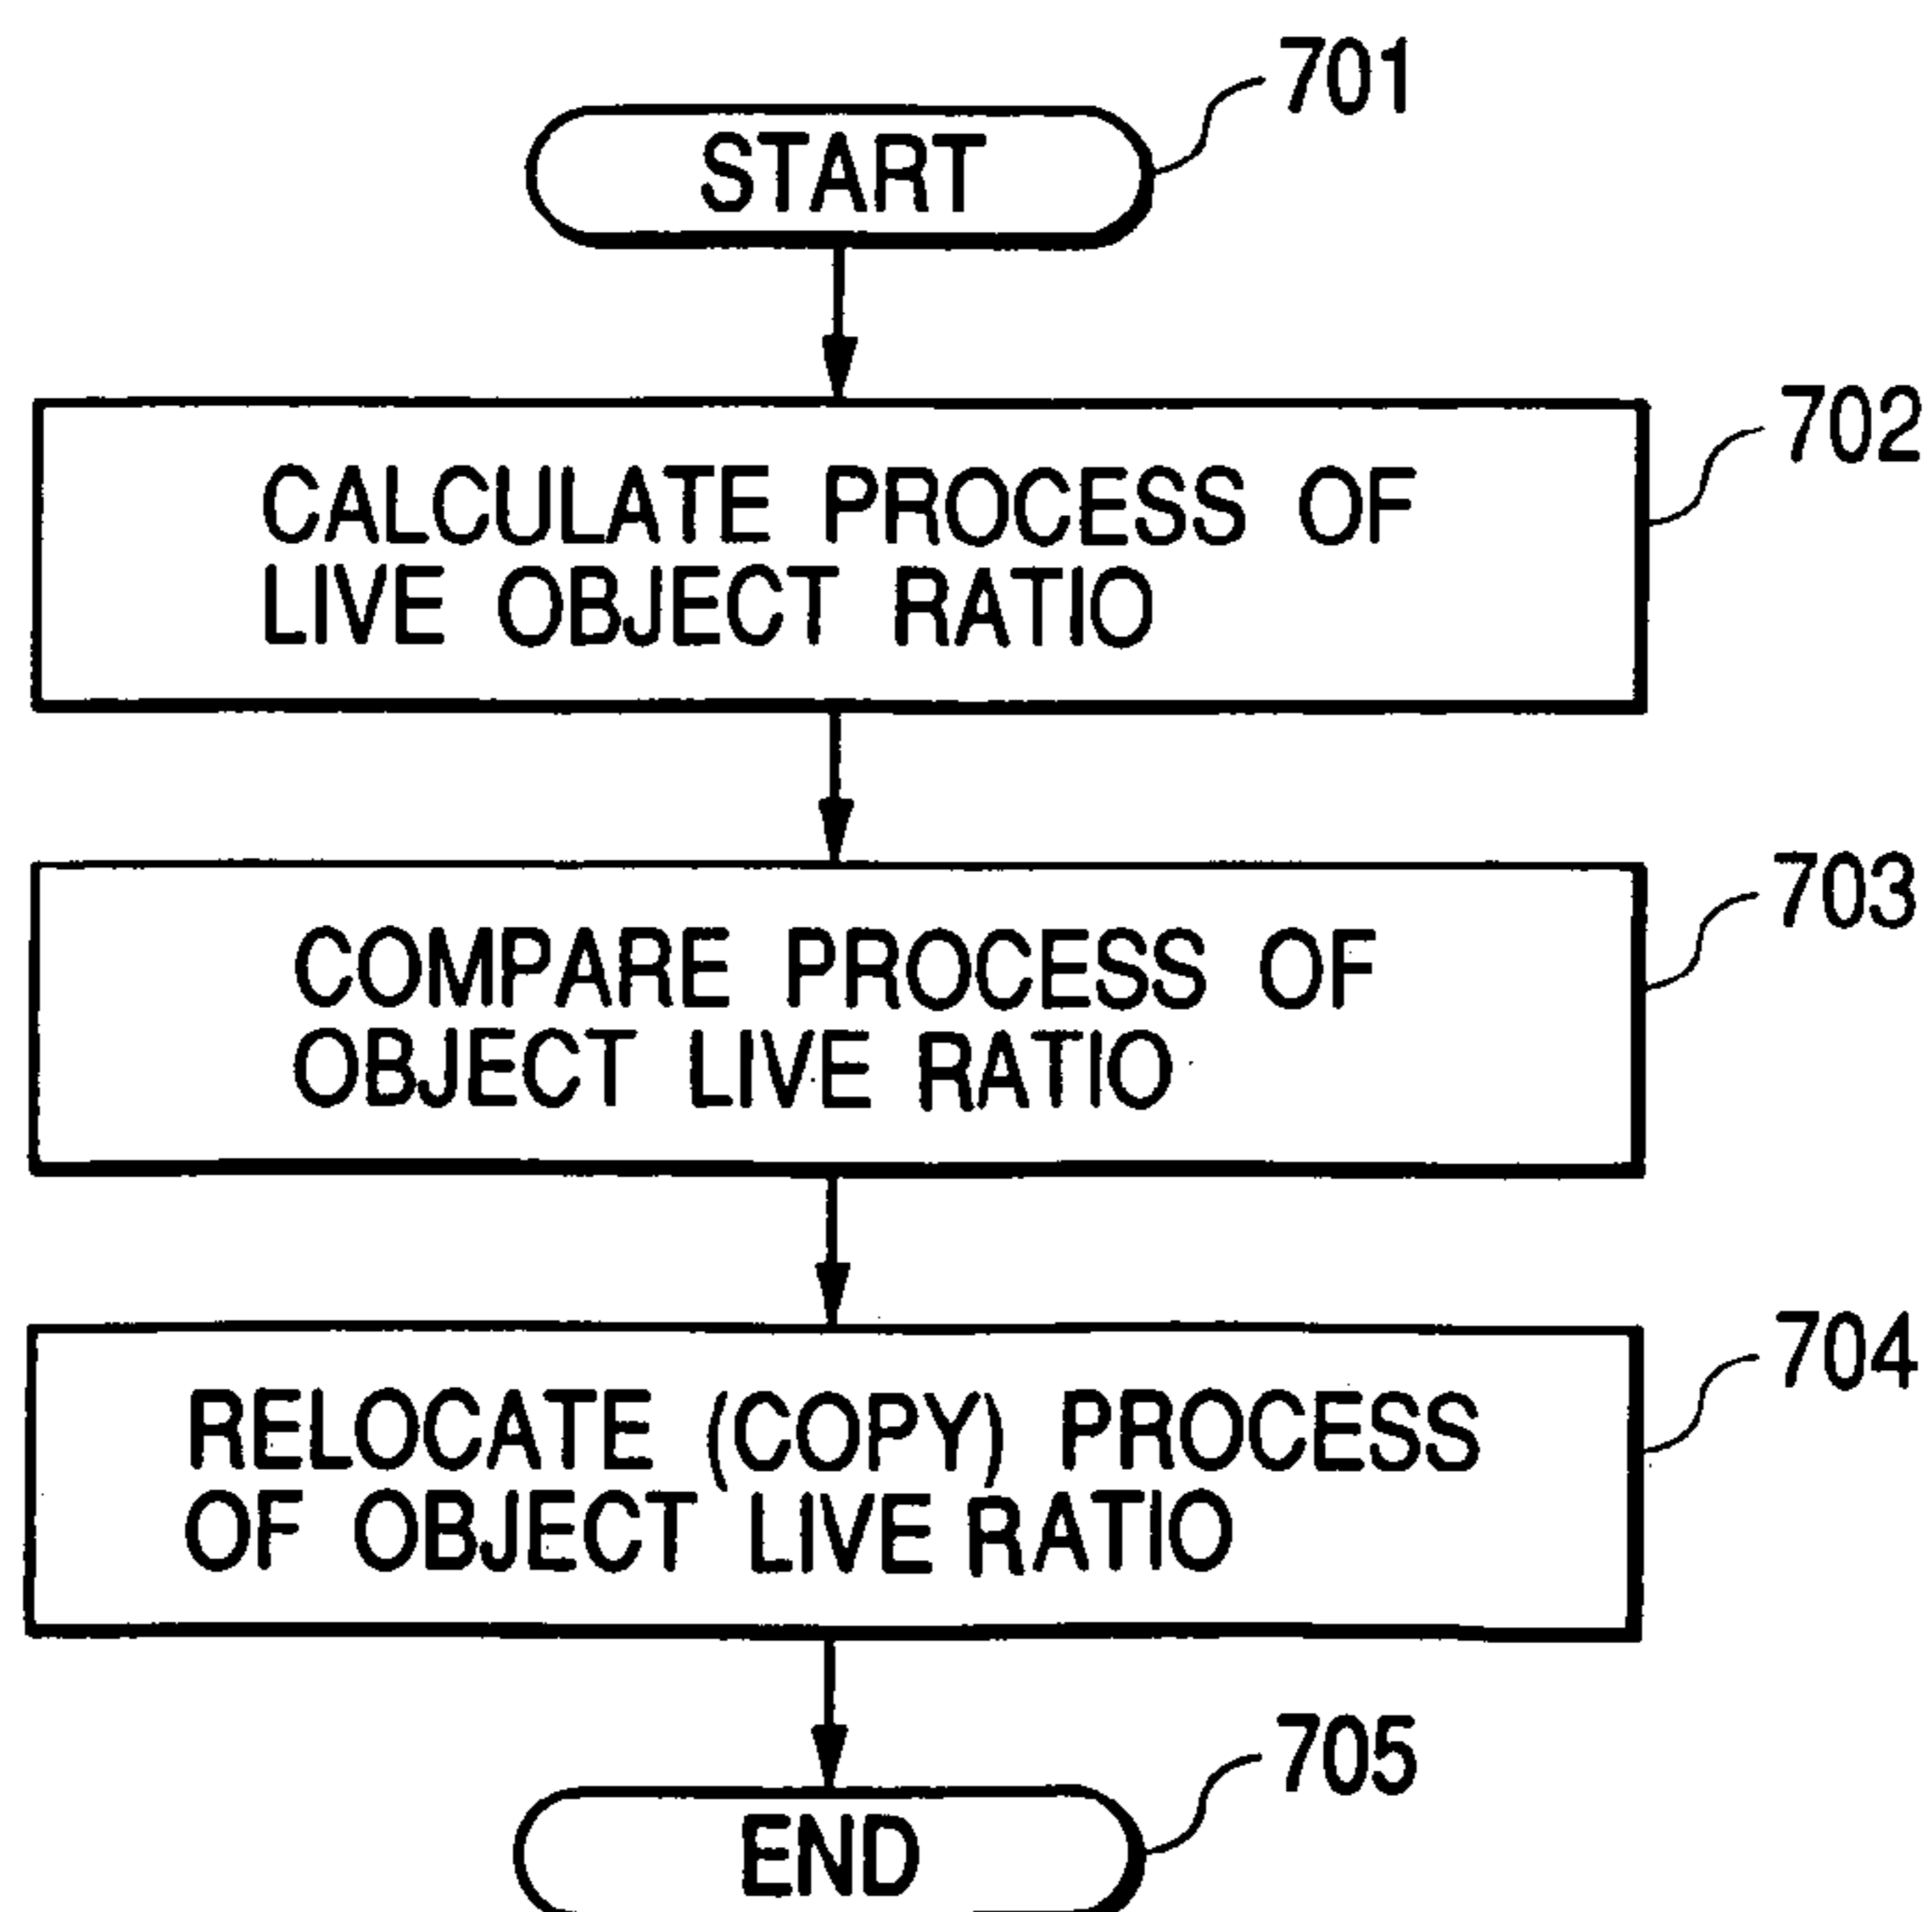 701
START
702
CALCULATE PROCESS OF
LIVE OBJECT RATIO
703
COMPARE PROCESS OF
OBJECT LIVE RATIO
704
RELOCATE (COPY) PROCESS
OF OBJECT LIVE RATIO
705
END